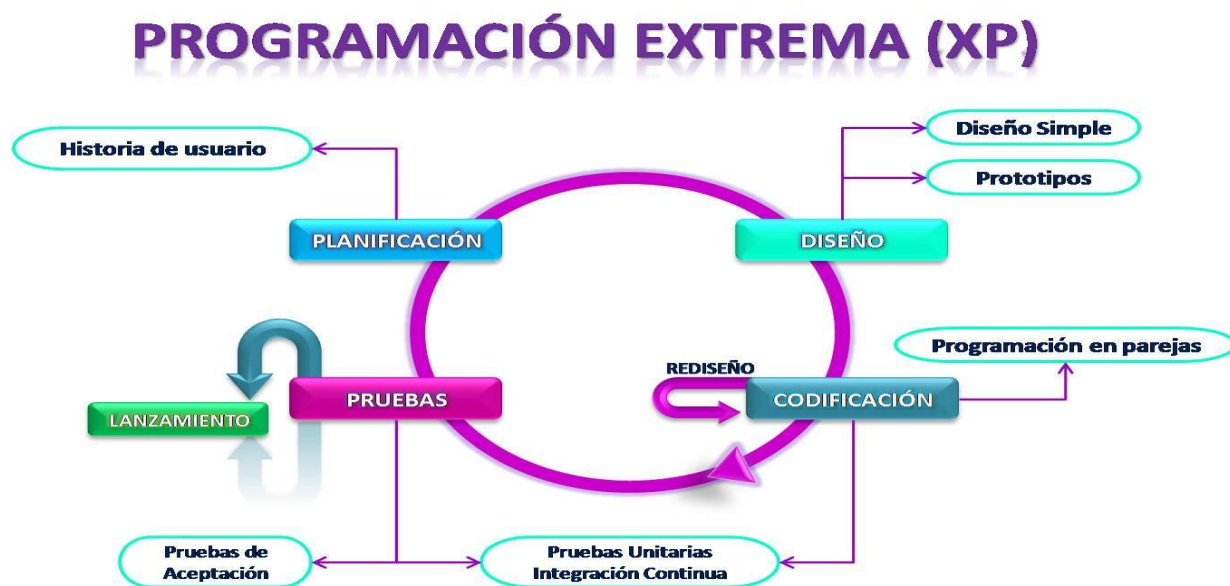 PROGRAMACIÓN EXTREMA (XP)
Historia de usuario
Diseño Simple
Prototipos
PLANIFICACIÓN
DISEÑO
Programación en parejas
REDISEÑO
PRUEBAS
CODIFICACIÓN
LANZAMIENTO
Pruebas de
Aceptación
Pruebas Unitarias
Integración Continua